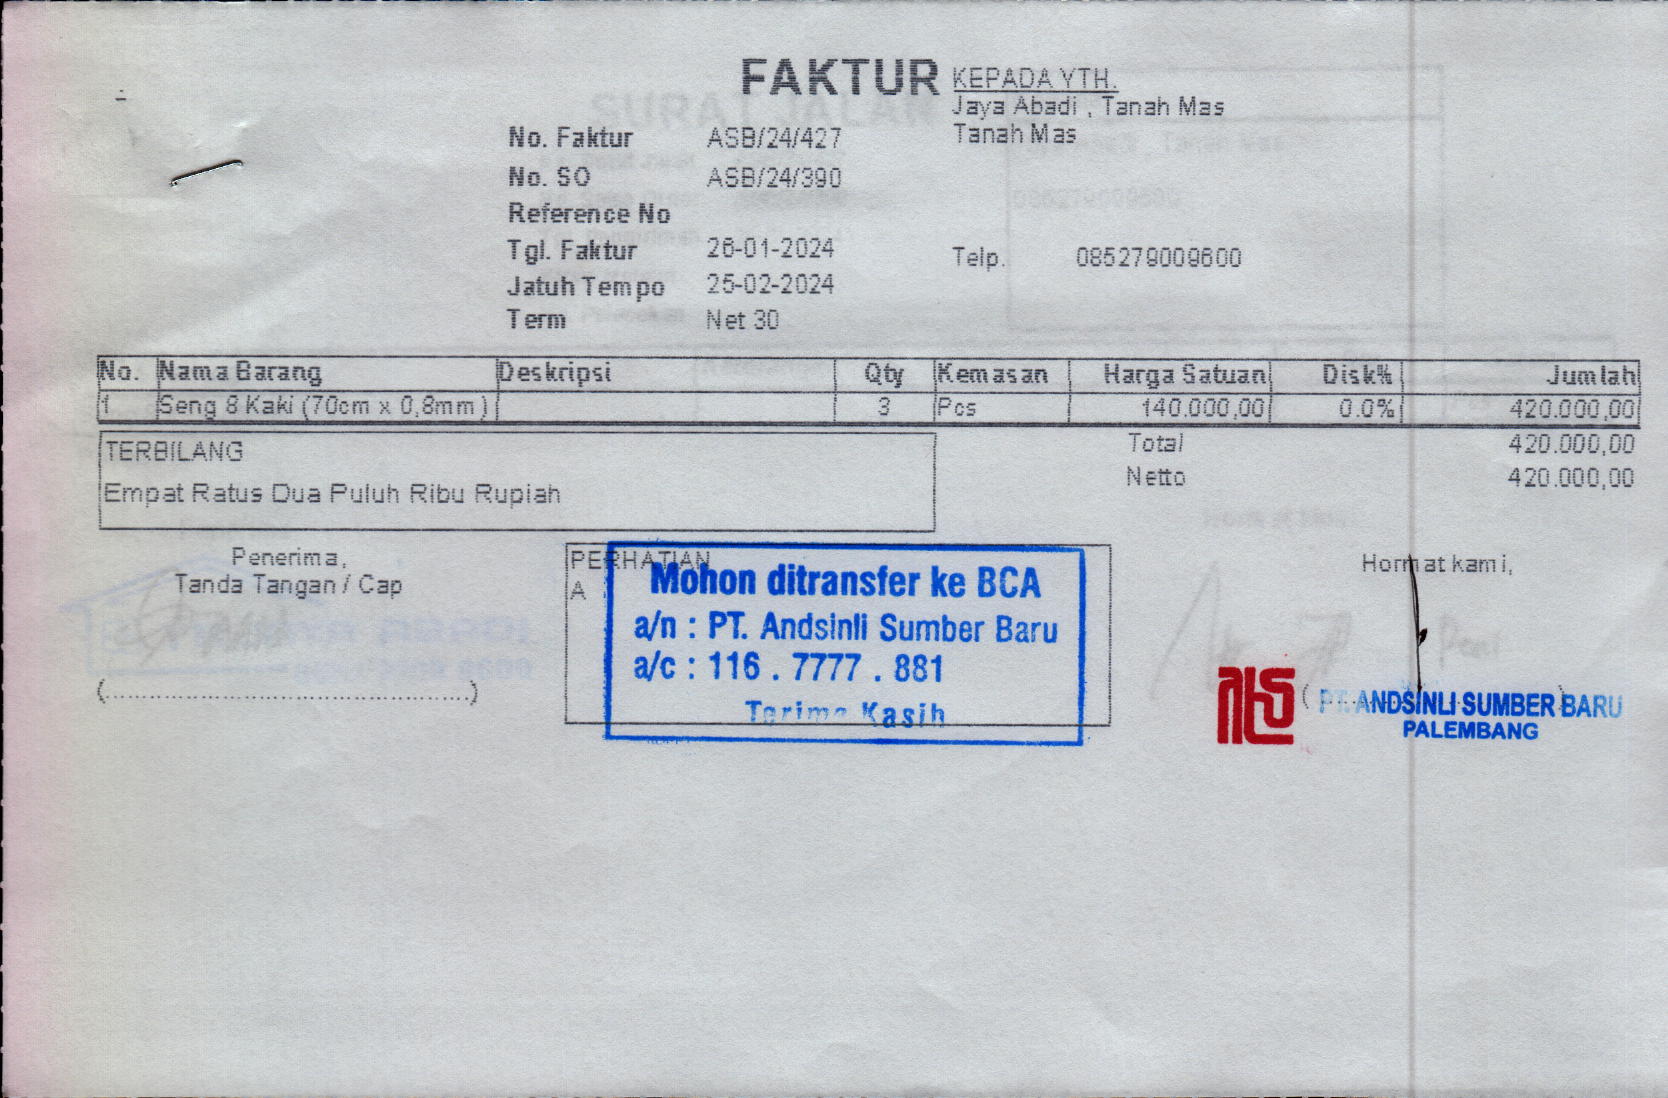 FAKTUR
KEPADA YTH.
Jaya Abadi , Tanah Mas
Tanah Mas
No. Faktur ASB/24/427
No. SO ASB/24/390
Reference No
Tgl. Faktur 26-01-2024
Jatuh Tempo 25-02-2024
Term Net 30
Telp. 085279009600
No. Nama Barang Deskripsi Qty Kemasan Harga Satuan Disk% Jumlah
1 Seng 8 Kaki (70cm x 0,8mm) 3 Pcs 140.000,00 0.0% 420.000,00
TERBILANG
Empat Ratus Dua Puluh Ribu Rupiah
Total 420.000,00
Netto 420.000,00
Penerima,
Tanda Tangan / Cap
(..............................................)
PERHATIAN
A
Mohon ditransfer ke BCA
a/n : PT. Andsinli Sumber Baru
a/c : 116 . 7777 . 881
Terima Kasih
Hormat kami,
PT. ANDSINLI SUMBER BARU
PALEMBANG
SURAT JALAN
085279009600